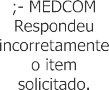 ;- MEDCOM
Respondeu
incorretamente
o item
solicitado.